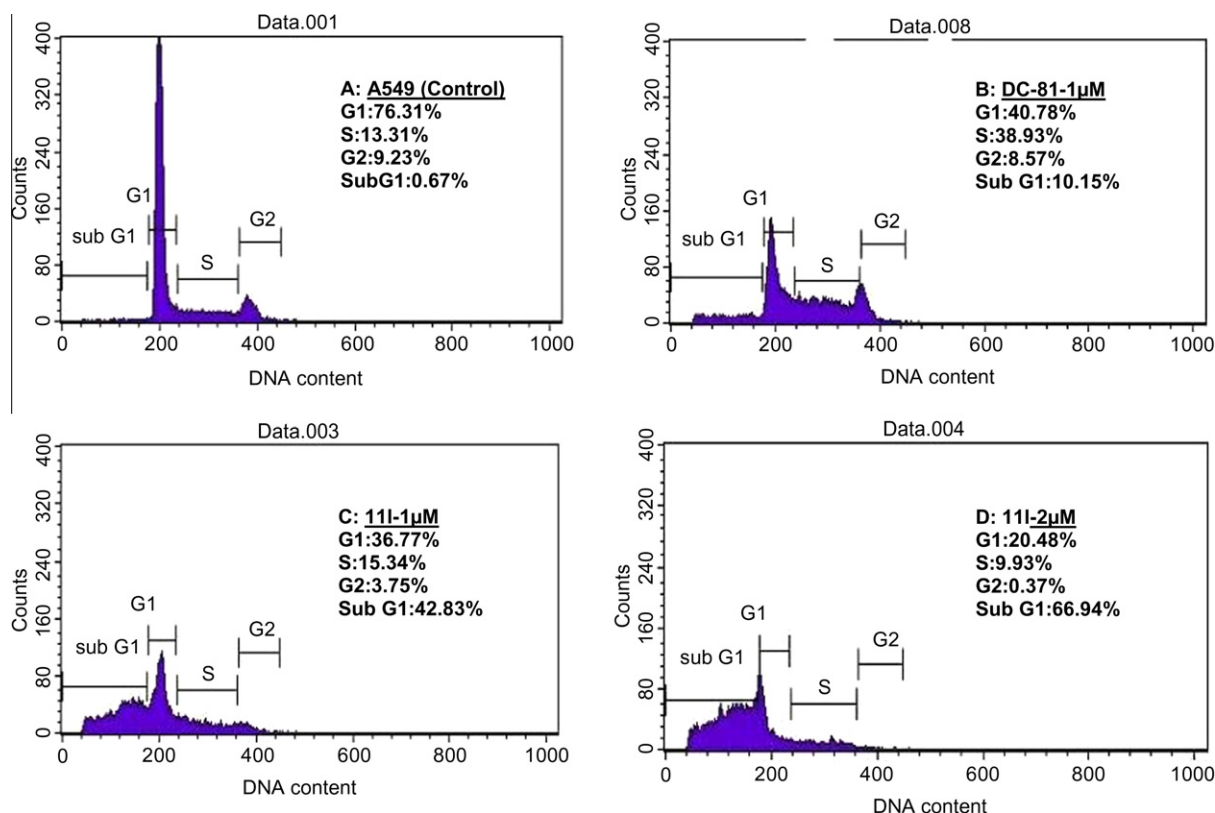 Data.001
400
320
240
160
80
0
Counts
A: A549 (Control)
G1:76.31%
S:13.31%
G2:9.23%
SubG1:0.67%
G1
sub G1
S
G2
0 200 400 600 800 1000
DNA content
Data.008
400
320
240
160
80
0
Counts
B: DC-81-1µM
G1:40.78%
S:38.93%
G2:8.57%
Sub G1:10.15%
G1
sub G1
S
G2
0 200 400 600 800 1000
DNA content
Data.003
400
320
240
160
80
0
Counts
C: 11l-1µM
G1:36.77%
S:15.34%
G2:3.75%
Sub G1:42.83%
G1
sub G1
S
G2
0 200 400 600 800 1000
DNA content
Data.004
400
320
240
160
80
0
Counts
D: 11l-2µM
G1:20.48%
S:9.93%
G2:0.37%
Sub G1:66.94%
G1
sub G1
S
G2
0 200 400 600 800 1000
DNA content